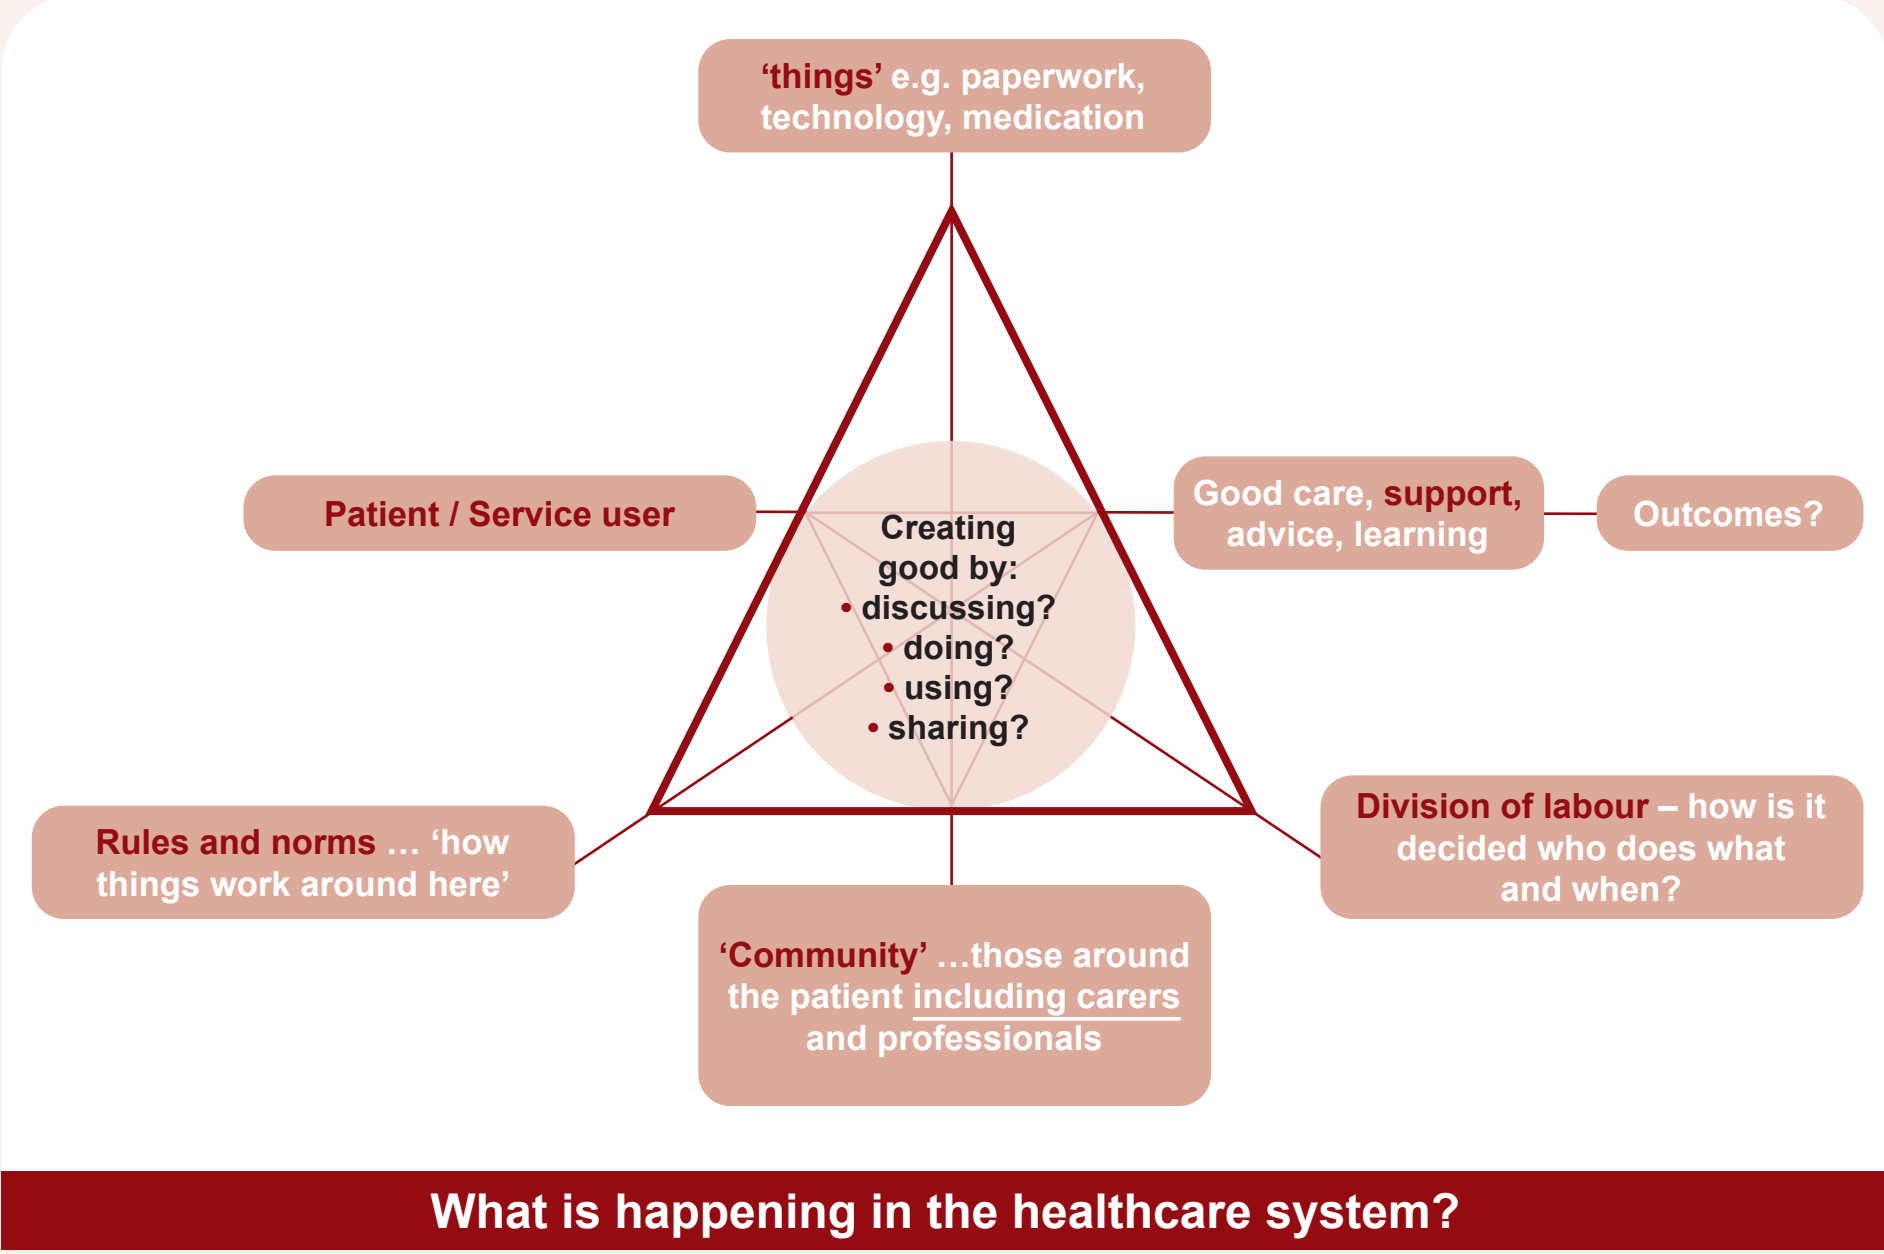 ‘things’ e.g. paperwork,
technology, medication
Patient / Service user
Good care, support,
advice, learning
Outcomes?
Creating
good by:
• discussing?
• doing?
• using?
• sharing?
Rules and norms … ‘how
things work around here’
Division of labour – how is it
decided who does what
and when?
‘Community’ …those around
the patient including carers
and professionals
What is happening in the healthcare system?